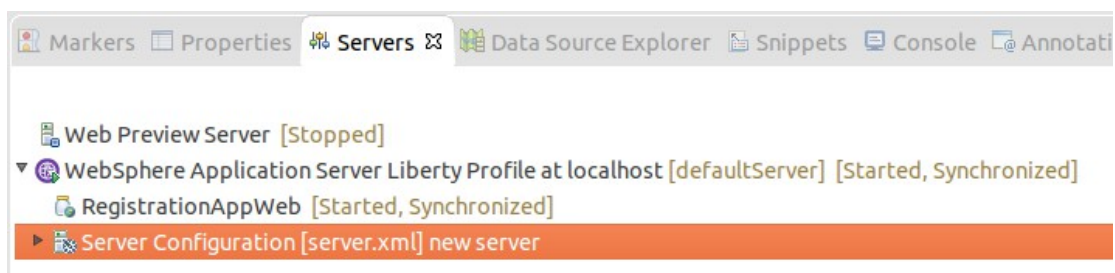 Markers Properties Servers Data Source Explorer Snippets Console Annotati
Web Preview Server [Stopped]
WebSphere Application Server Liberty Profile at localhost [defaultServer] [Started, Synchronized]
RegistrationAppWeb [Started, Synchronized]
Server Configuration [server.xml] new server